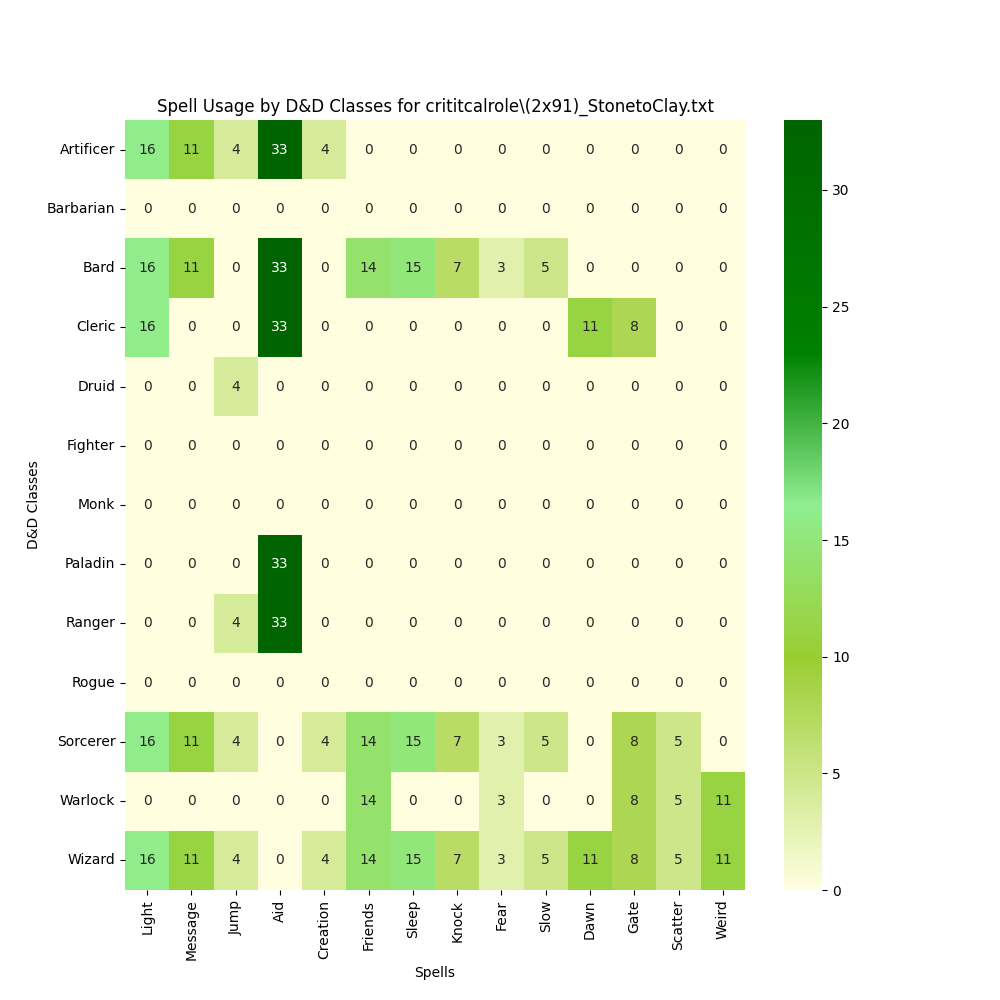 Spell Usage by D&D Classes for crititcalrole\(2x91)_StonetoClay.txt
D&D Classes
Artificer 16 11 4 33 4 0 0 0 0 0 0 0 0 0
Barbarian 0 0 0 0 0 0 0 0 0 0 0 0 0 0
Bard 16 11 0 33 0 14 15 7 3 5 0 0 0 0
Cleric 16 0 0 33 0 0 0 0 0 0 11 8 0 0
Druid 0 0 4 0 0 0 0 0 0 0 0 0 0 0
Fighter 0 0 0 0 0 0 0 0 0 0 0 0 0 0
Monk 0 0 0 0 0 0 0 0 0 0 0 0 0 0
Paladin 0 0 0 33 0 0 0 0 0 0 0 0 0 0
Ranger 0 0 4 33 0 0 0 0 0 0 0 0 0 0
Rogue 0 0 0 0 0 0 0 0 0 0 0 0 0 0
Sorcerer 16 11 4 0 4 14 15 7 3 5 0 8 5 0
Warlock 0 0 0 0 0 14 0 0 3 0 0 8 5 11
Wizard 16 11 4 0 4 14 15 7 3 5 11 8 5 11
Light Message Jump Aid Creation Friends Sleep Knock Fear Slow Dawn Gate Scatter Weird
Spells
30
25
20
15
10
5
0